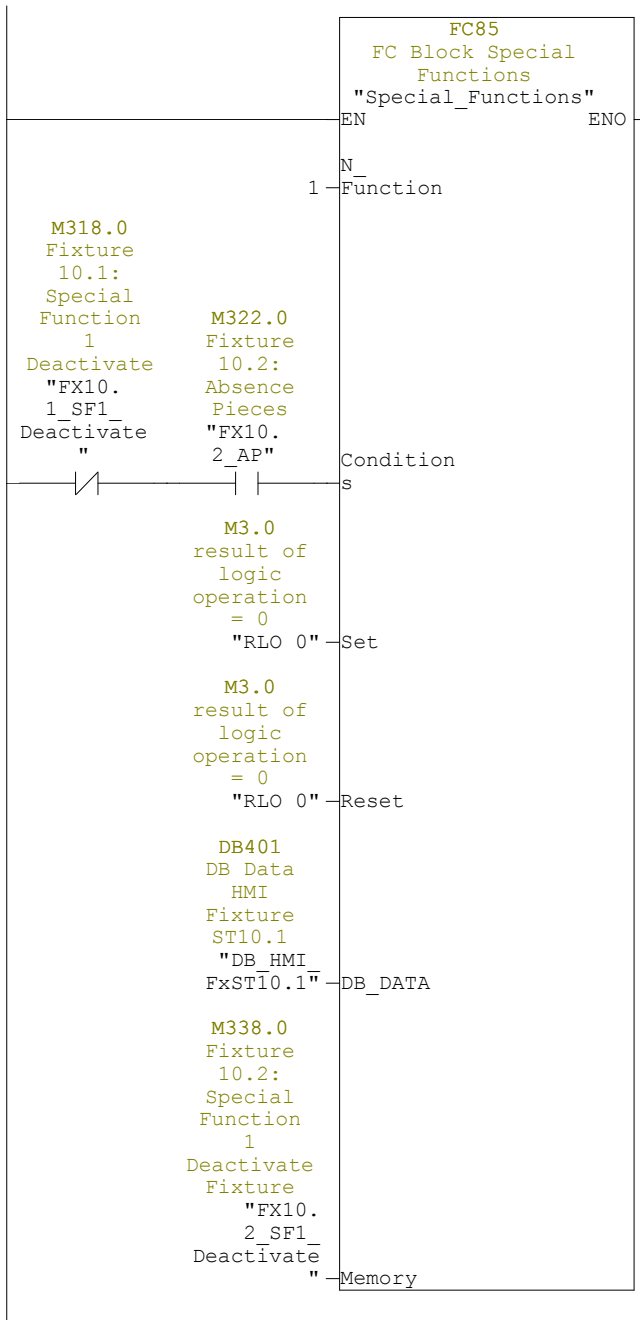 FC85
FC Block Special
Functions
"Special_Functions"
EN ENO
N_
1 Function
M318.0
Fixture
10.1:
Special
Function
1
Deactivate
"FX10.
1_SF1_
Deactivate
"
M322.0
Fixture
10.2:
Absence
Pieces
"FX10.
2_AP"
Condition
s
M3.0
result of
logic
operation
= 0
"RLO 0" Set
M3.0
result of
logic
operation
= 0
"RLO 0" Reset
DB401
DB Data
HMI
Fixture
ST10.1
"DB_HMI_
FxST10.1" DB_DATA
M338.0
Fixture
10.2:
Special
Function
1
Deactivate
Fixture
"FX10.
2_SF1_
Deactivate
" Memory